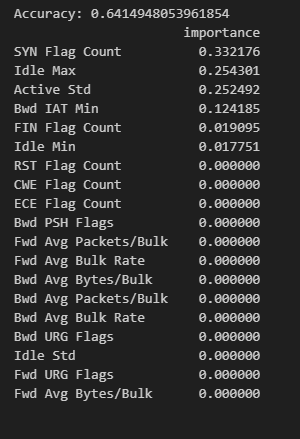 Accuracy: 0.6414948053961854
importance
SYN Flag Count 0.332176
Idle Max 0.254301
Active Std 0.252492
Bwd IAT Min 0.124185
FIN Flag Count 0.019095
Idle Min 0.017751
RST Flag Count 0.000000
CWE Flag Count 0.000000
ECE Flag Count 0.000000
Bwd PSH Flags 0.000000
Fwd Avg Packets/Bulk 0.000000
Fwd Avg Bulk Rate 0.000000
Bwd Avg Bytes/Bulk 0.000000
Bwd Avg Packets/Bulk 0.000000
Bwd Avg Bulk Rate 0.000000
Bwd URG Flags 0.000000
Idle Std 0.000000
Fwd URG Flags 0.000000
Fwd Avg Bytes/Bulk 0.000000